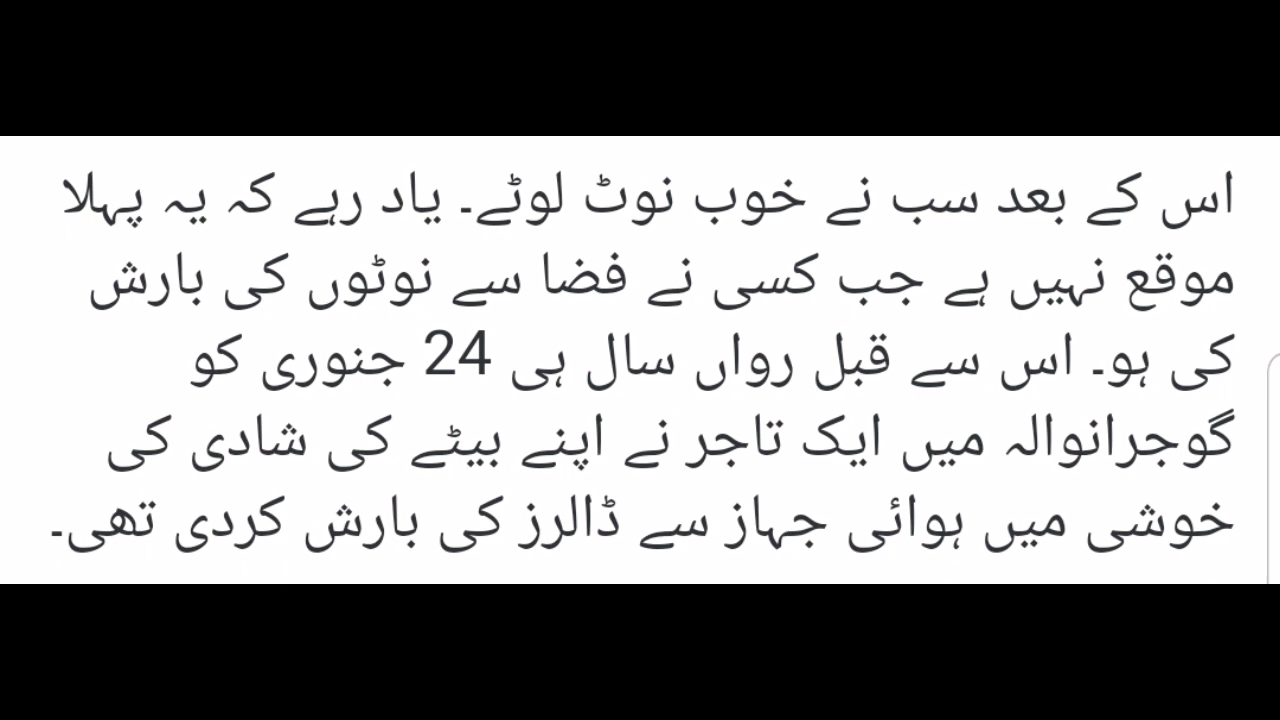 اس کے بعد سب نے خوب نوٹ لوٹے۔ یاد رہے کہ یہ پہلا
موقع نہیں ہے جب کسی نے فضا سے نوٹوں کی بارش
کی ہو۔ اس سے قبل رواں سال ہی 24 جنوری کو
گوجرانوالہ میں ایک تاجر نے اپنے بیٹے کی شادی کی
خوشی میں ہوائی جہاز سے ڈالرز کی بارش کردی تھی۔